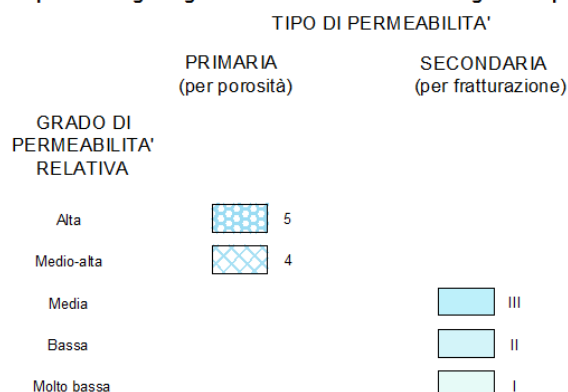 TIPO DI PERMEABILITA'
PRIMARIA
(per porosità)
SECONDARIA
(per fratturazione)
GRADO DI
PERMEABILITA'
RELATIVA
Alta
5
Medio-alta
4
Media
III
Bassa
II
Molto bassa
I